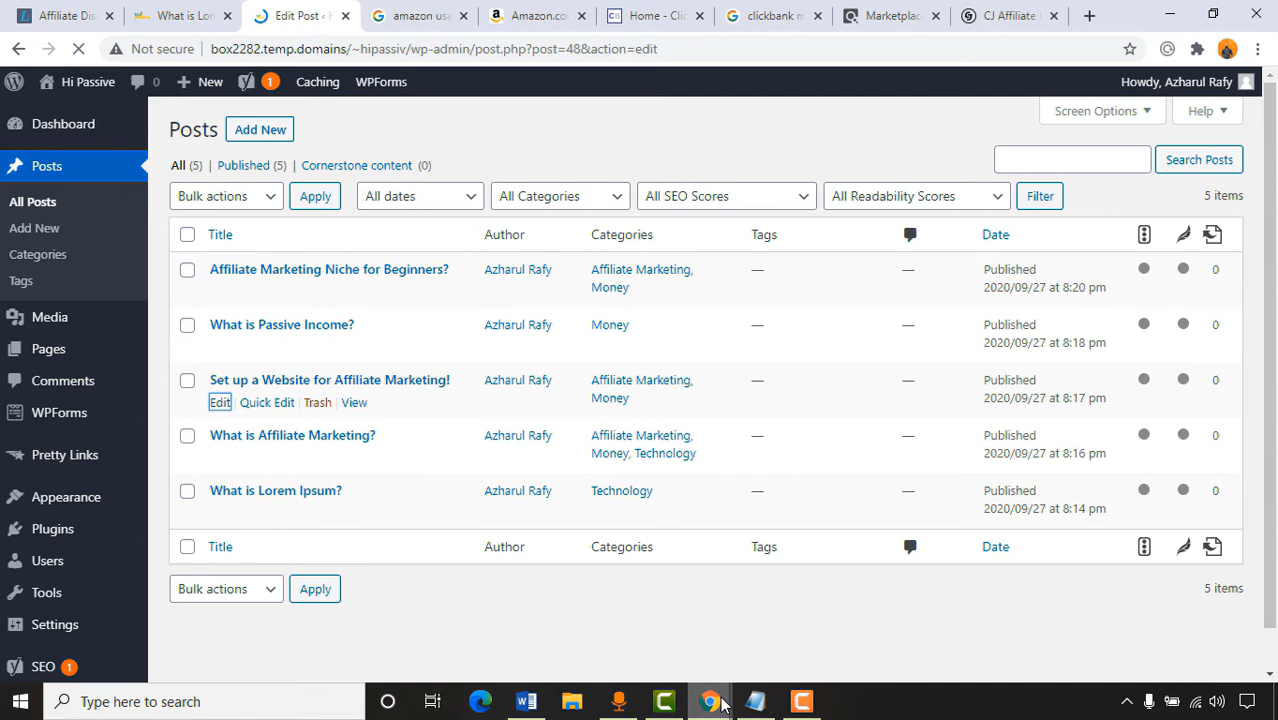 Affiliate Dis
What is Lor
Edit Post ‹ H
amazon usa
Amazon.com
Home - Clic
clickbank m
Marketplac
CJ Affiliate
Not secure box2282.temp.domains/~hipassiv/wp-admin/post.php?post=48&action=edit
Hi Passive 0 New 1 Caching WPForms Howdy, Azharul Rafy
Dashboard
Posts
All Posts
Add New
Categories
Tags
Media
Pages
Comments
WPForms
Pretty Links
Appearance
Plugins
Users
Tools
Settings
SEO 1
Screen Options Help
Posts Add New
All (5) | Published (5) | Cornerstone content (0)
Search Posts
Bulk actions Apply All dates All Categories All SEO Scores All Readability Scores Filter 5 items
Title Author Categories Tags Date
Affiliate Marketing Niche for Beginners? Azharul Rafy Affiliate Marketing, — — Published 0
Money 2020/09/27 at 8:20 pm
What is Passive Income? Azharul Rafy Money — — Published 0
2020/09/27 at 8:18 pm
Set up a Website for Affiliate Marketing! Azharul Rafy Affiliate Marketing, — — Published 0
Edit | Quick Edit | Trash | View Money 2020/09/27 at 8:17 pm
What is Affiliate Marketing? Azharul Rafy Affiliate Marketing, — — Published 0
Money, Technology 2020/09/27 at 8:16 pm
What is Lorem Ipsum? Azharul Rafy Technology — — Published 0
2020/09/27 at 8:14 pm
Title Author Categories Tags Date
Bulk actions Apply 5 items
Type here to search